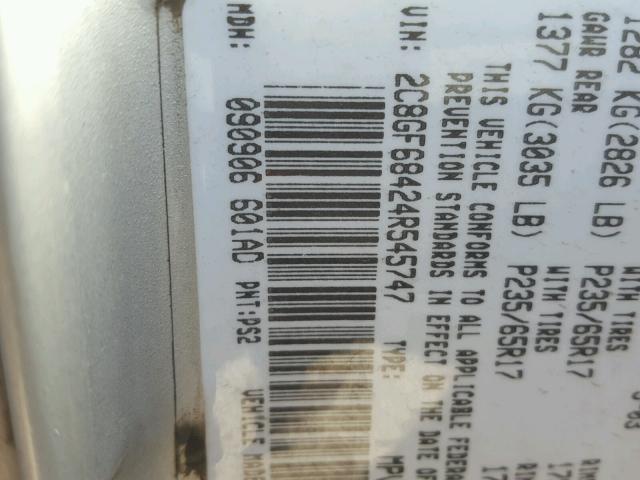 1282 KG(2826 LB) WITH TIRES
GAWR REAR P235/65R17
1377 KG(3035 LB) WITH TIRES
P235/65R17
THIS VEHICLE CONFORMS TO ALL APPLICABLE FEDERA
PREVENTION STANDARDS IN EFFECT ON THE DATE OF
VIN: 2C8GF68424R545747 TYPE: MPV
MDH: 090906 601AD PNT:PS2 VEHICLE MADE